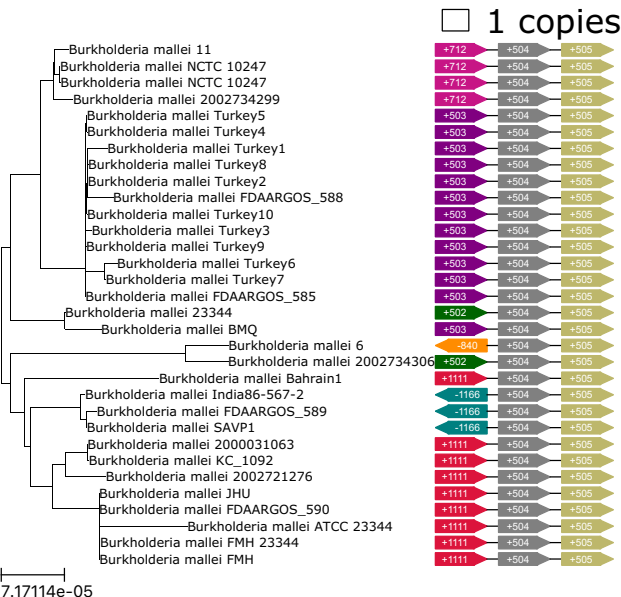 1 copies
Burkholderia mallei 11 +712 +504 +505
Burkholderia mallei NCTC 10247 +712 +504 +505
Burkholderia mallei NCTC 10247 +712 +504 +505
Burkholderia mallei 2002734299 +712 +504 +505
Burkholderia mallei Turkey5 +503 +504 +505
Burkholderia mallei Turkey4 +503 +504 +505
Burkholderia mallei Turkey1 +503 +504 +505
Burkholderia mallei Turkey8 +503 +504 +505
Burkholderia mallei Turkey2 +503 +504 +505
Burkholderia mallei FDAARGOS_588 +503 +504 +505
Burkholderia mallei Turkey10 +503 +504 +505
Burkholderia mallei Turkey3 +503 +504 +505
Burkholderia mallei Turkey9 +503 +504 +505
Burkholderia mallei Turkey6 +503 +504 +505
Burkholderia mallei Turkey7 +503 +504 +505
Burkholderia mallei FDAARGOS_585 +503 +504 +505
Burkholderia mallei 23344 +502 +504 +505
Burkholderia mallei BMQ +503 +504 +505
Burkholderia mallei 6 -840 +504 +505
Burkholderia mallei 2002734306 +502 +504 +505
Burkholderia mallei Bahrain1 +1111 +504 +505
Burkholderia mallei India86-567-2 -1166 +504 +505
Burkholderia mallei FDAARGOS_589 -1166 +504 +505
Burkholderia mallei SAVP1 -1166 +504 +505
Burkholderia mallei 2000031063 +1111 +504 +505
Burkholderia mallei KC_1092 +1111 +504 +505
Burkholderia mallei 2002721276 +1111 +504 +505
Burkholderia mallei JHU +1111 +504 +505
Burkholderia mallei FDAARGOS_590 +1111 +504 +505
Burkholderia mallei ATCC 23344 +1111 +504 +505
Burkholderia mallei FMH 23344 +1111 +504 +505
Burkholderia mallei FMH +1111 +504 +505
7.17114e-05